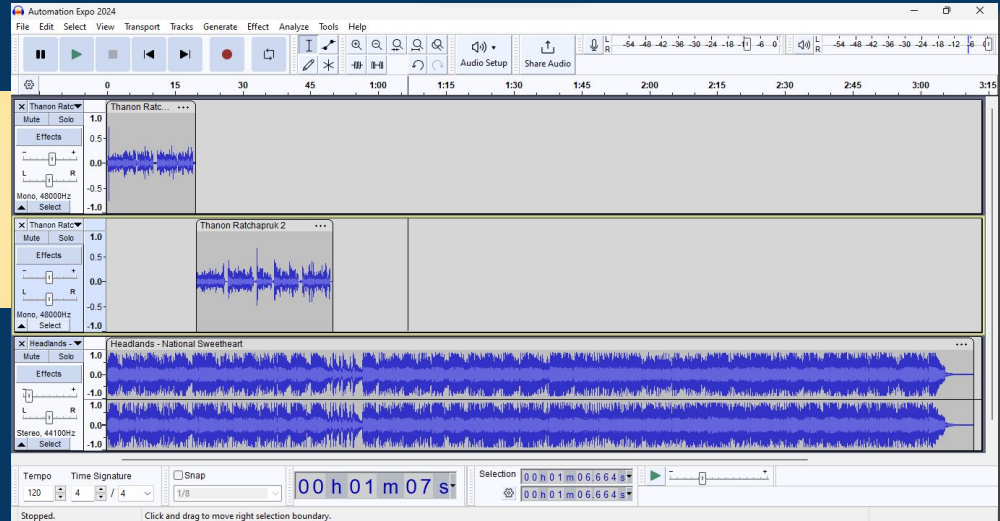 Automation Expo 2024
File Edit Select View Transport Tracks Generate Effect Analyze Tools Help
Audio Setup
Share Audio
L
R
-54 -48 -42 -36 -30 -24 -18 -6 0
L
R
-54 -48 -42 -36 -30 -24 -18 -12 -6
0 15 30 45 1:00 1:15 1:30 1:45 2:00 2:15 2:30 2:45 3:00 3:15
Thanon Ratc
Thanon Ratc... ...
Mute Solo
1.0
Effects
0.5
- +
0.0
L R
-0.5
Mono, 48000Hz
Select
-1.0
Thanon Ratc
Thanon Ratchapruk 2 ...
Mute Solo
1.0
Effects
0.5
- +
0.0
L R
-0.5
Mono, 48000Hz
Select
-1.0
Headlands -
Headlands - National Sweetheart ...
Mute Solo
1.0
Effects
0.0
- +
-1.0
1.0
L R
0.0
Stereo, 44100Hz
Select
-1.0
Tempo Time Signature
Snap
120 4 / 4
1/8
00 h 01 m 07 s
Selection
00 h 01 m 06.664 s
00 h 01 m 06.664 s
- +
Stopped.
Click and drag to move right selection boundary.